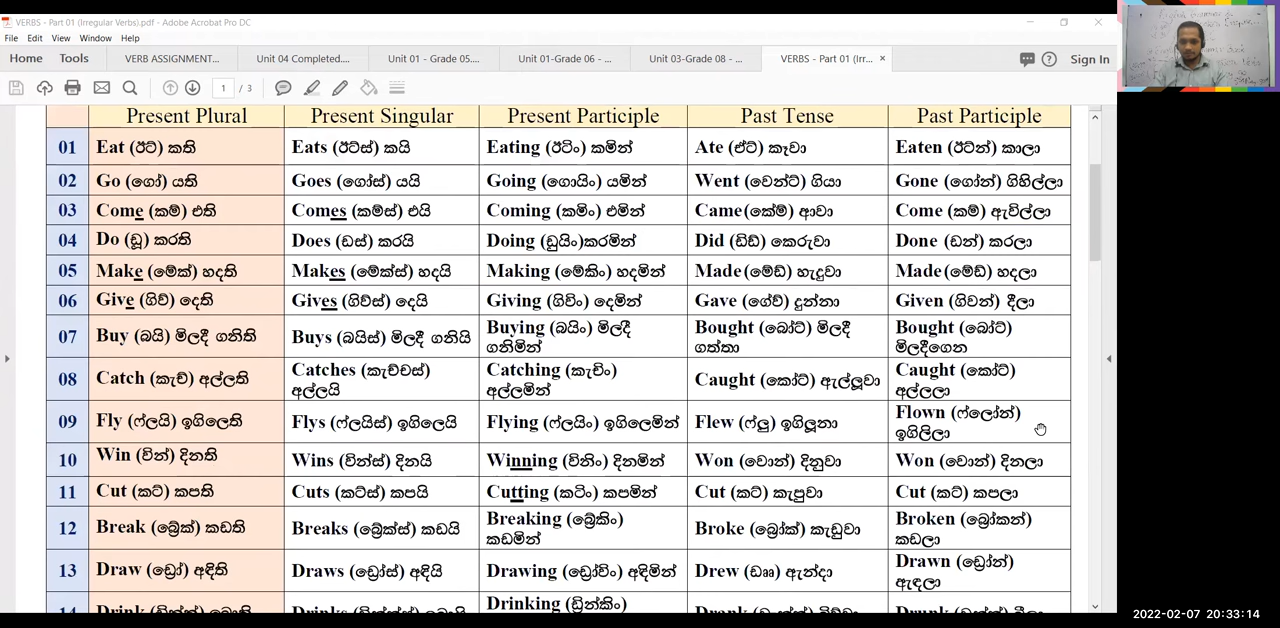 VERBS - Part 01 (Irregular Verbs).pdf - Adobe Acrobat Pro DC
File Edit View Window Help
Home Tools VERB ASSIGNMENT... Unit 04 Completed.... Unit 01 - Grade 05.... Unit 01-Grade 06 - ... Unit 03-Grade 08 - ... VERBS - Part 01 (Irr... × Sign In
1 / 3
Present Plural Present Singular Present Participle Past Tense Past Participle
01 Eat (ඊට්) කති Eats (ඊට්ස්) කයි Eating (ඊටිං) කමින් Ate (ඒට්) කෑවා Eaten (ඊට්න්) කාලා
02 Go (ගෝ) යති Goes (ගෝස්) යයි Going (ගොයිං) යමින් Went (වෙන්ට්) ගියා Gone (ගෝන්) ගිහිල්ලා
03 Come (කම්) එති Comes (කම්ස්) එයි Coming (කමිං) එමින් Came (කේම්) ආවා Come (කම්) ඇවිල්ලා
04 Do (ඩූ) කරති Does (ඩස්) කරයි Doing (ඩුයිං)කරමින් Did (ඩිඩ්) කෙරුවා Done (ඩන්) කරලා
05 Make (මේක්) හදති Makes (මේක්ස්) හදයි Making (මේකිං) හදමින් Made (මේඩ්) හැදුවා Made (මේඩ්) හදලා
06 Give (ගිව්) දෙති Gives (ගිව්ස්) දෙයි Giving (ගිවිං) දෙමින් Gave (ගේව්) දුන්නා Given (ගිවන්) දීලා
07 Buy (බයි) මිලදී ගනිති Buys (බයිස්) මිලදී ගනියි Buying (බයිං) මිලදී Bought (බෝට්) මිලදී Bought (බෝට්)
ගනිමින් ගත්තා මිලදීගෙන
08 Catch (කැච්) අල්ලති Catches (කැච්චස්) Catching (කැචිං) Caught (කෝට්) ඇල්ලූවා Caught (කෝට්)
අල්ලයි අල්ලමින් අල්ලලා
09 Fly (ෆ්ලයි) ඉගිලෙති Flys (ෆ්ලයිස්) ඉගිලෙයි Flying (ෆ්ලයිං) ඉගිලෙමින් Flew (ෆ්ලු) ඉගිලූනා Flown (ෆ්ලෝන්)
ඉගිලිලා
10 Win (වින්) දිනති Wins (වින්ස්) දිනයි Winning (විනිං) දිනමින් Won (වොන්) දිනුවා Won (වොන්) දිනලා
11 Cut (කට්) කපති Cuts (කට්ස්) කපයි Cutting (කටිං) කපමින් Cut (කට්) කැපුවා Cut (කට්) කපලා
12 Break (බ්‍රේක්) කඩති Breaks (බ්‍රේක්ස්) කඩයි Breaking (බ්‍රේකිං) Broke (බ්‍රෝක්) කැඩුවා Broken (බ්‍රෝකන්)
කඩමින් කඩලා
13 Draw (ඩ්‍රෝ) අඳිති Draws (ඩ්‍රෝස්) අඳියි Drawing (ඩ්‍රෝවිං) අඳිමින් Drew (ඩෲ) ඇන්දා Drawn (ඩ්‍රෝන්)
ඇඳලා
Drinking (ඩ්‍රින්කිං)
2022-02-07 20:33:14